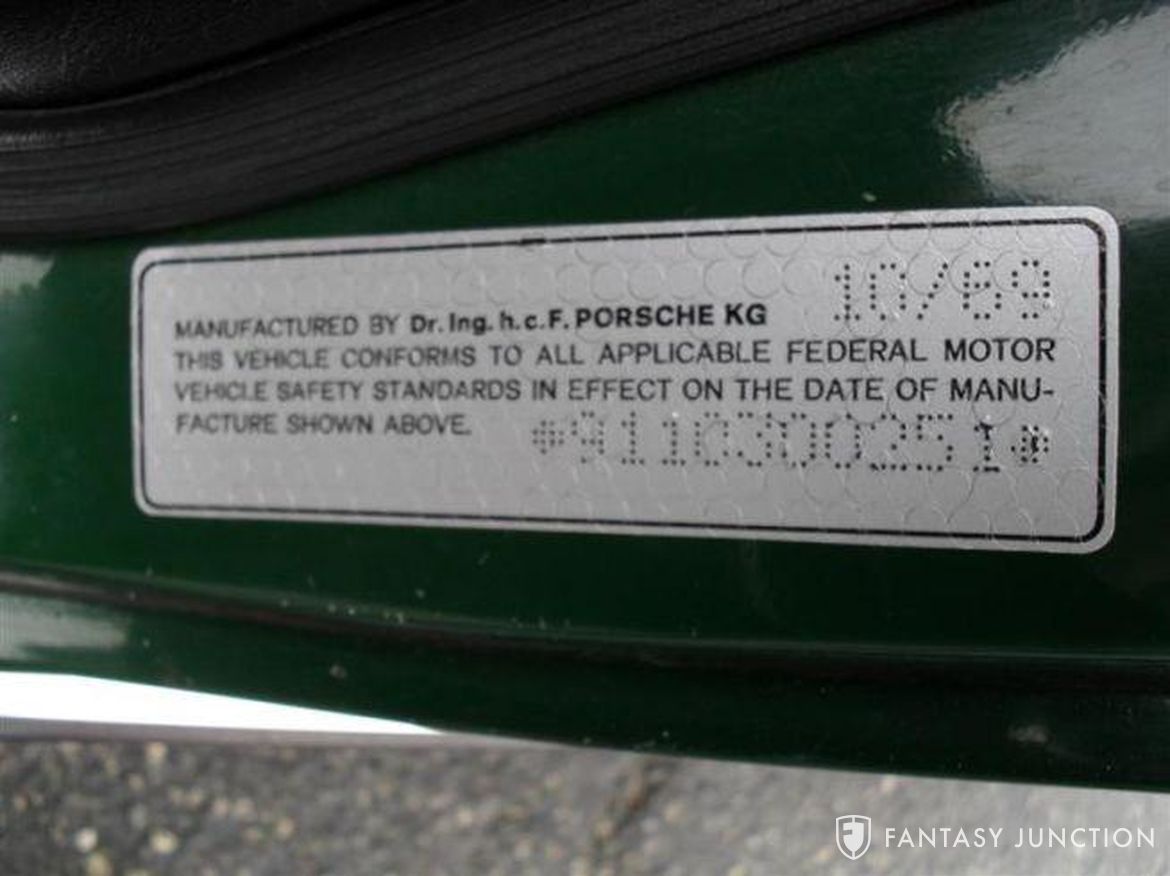 10/69
MANUFACTURED BY Dr. Ing. h.c. F. PORSCHE KG
THIS VEHICLE CONFORMS TO ALL APPLICABLE FEDERAL MOTOR
VEHICLE SAFETY STANDARDS IN EFFECT ON THE DATE OF MANU-
FACTURE SHOWN ABOVE.
*9110300251*
FANTASY JUNCTION